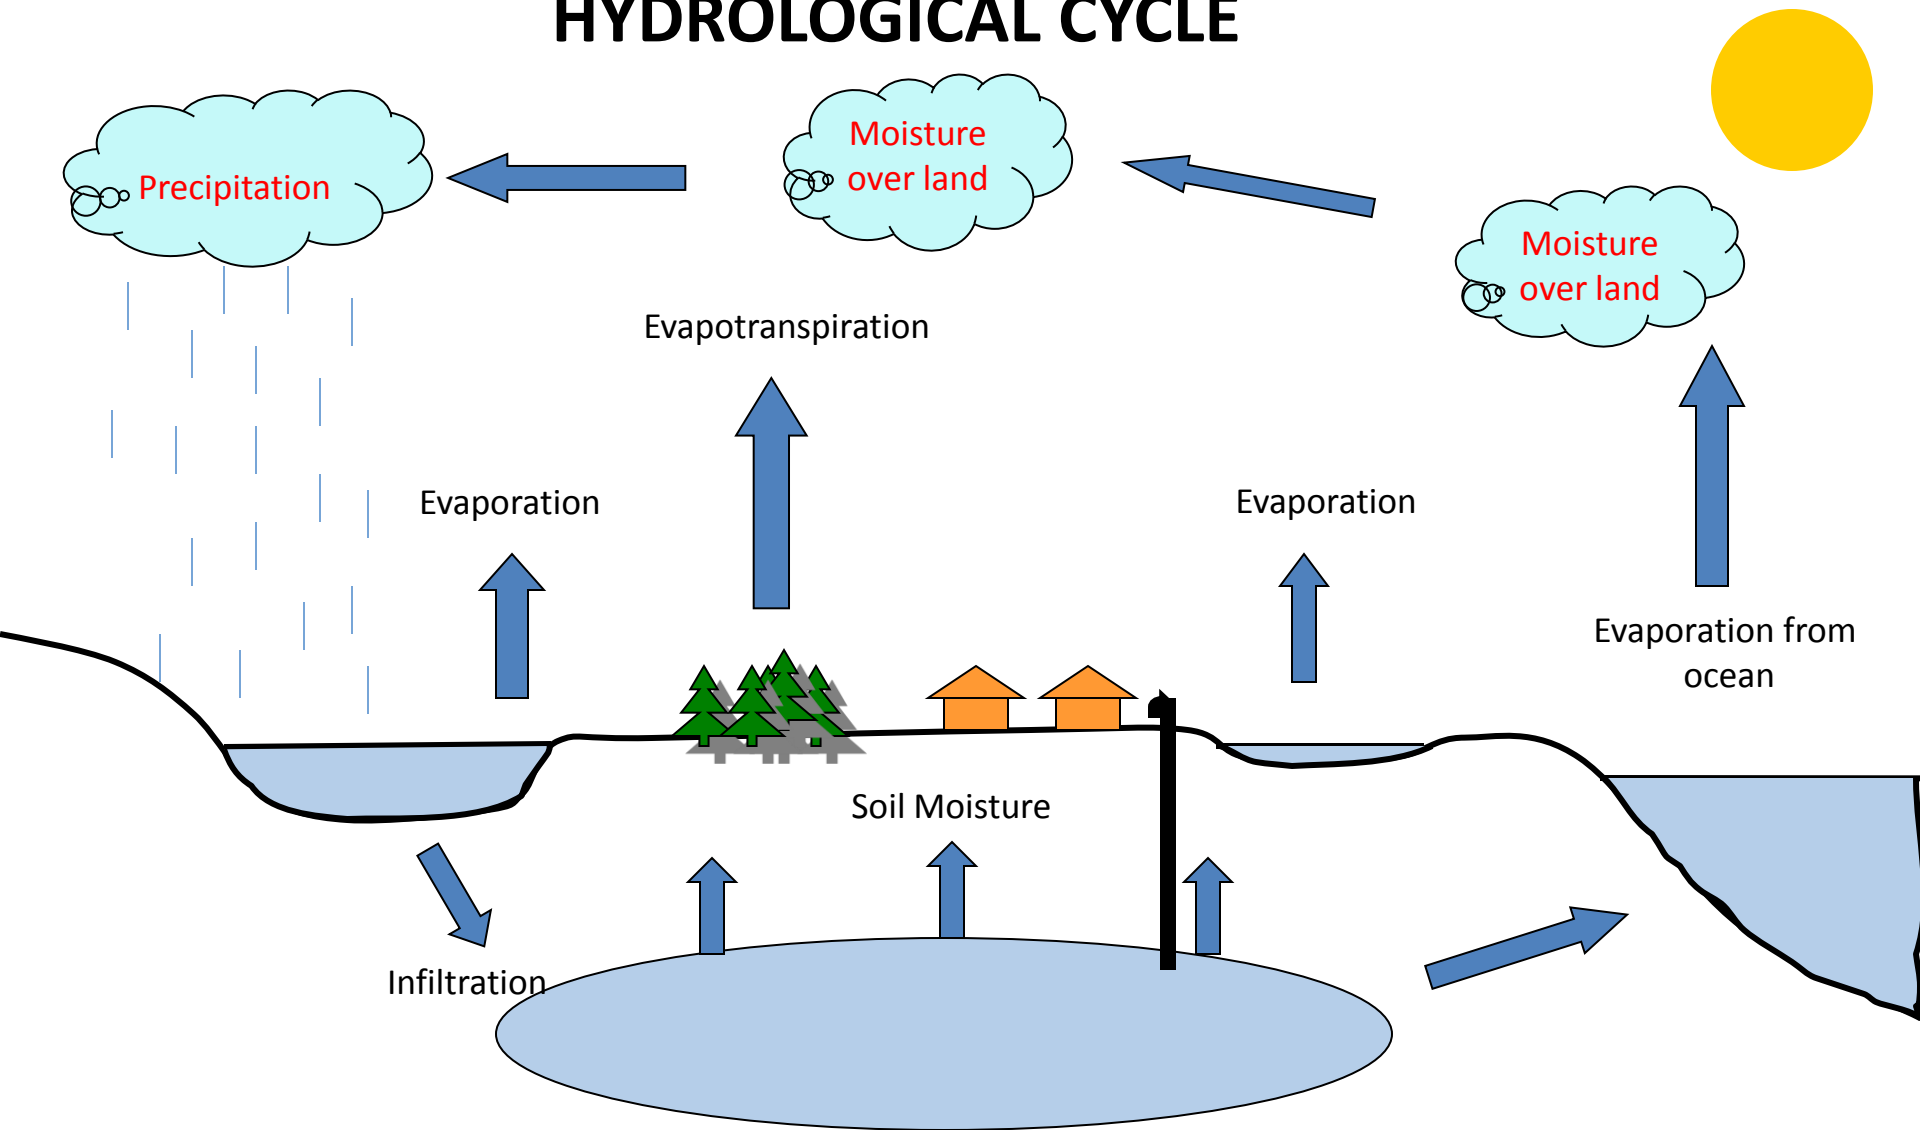 HYDROLOGICAL CYCLE
Moisture
over land
Precipitation
Moisture
over land
Evapotranspiration
Evaporation
Evaporation
Evaporation from
ocean
Soil Moisture
Infiltration